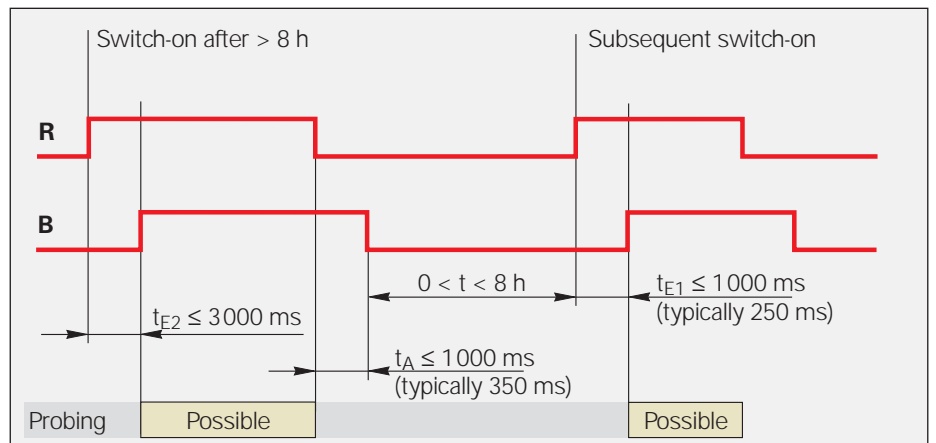 Switch-on after > 8 h
Subsequent switch-on
R
B
0 < t < 8 h
tE1 ≤ 1000 ms
(typically 250 ms)
tE2 ≤ 3000 ms
tA ≤ 1000 ms
(typically 350 ms)
Probing
Possible
Possible